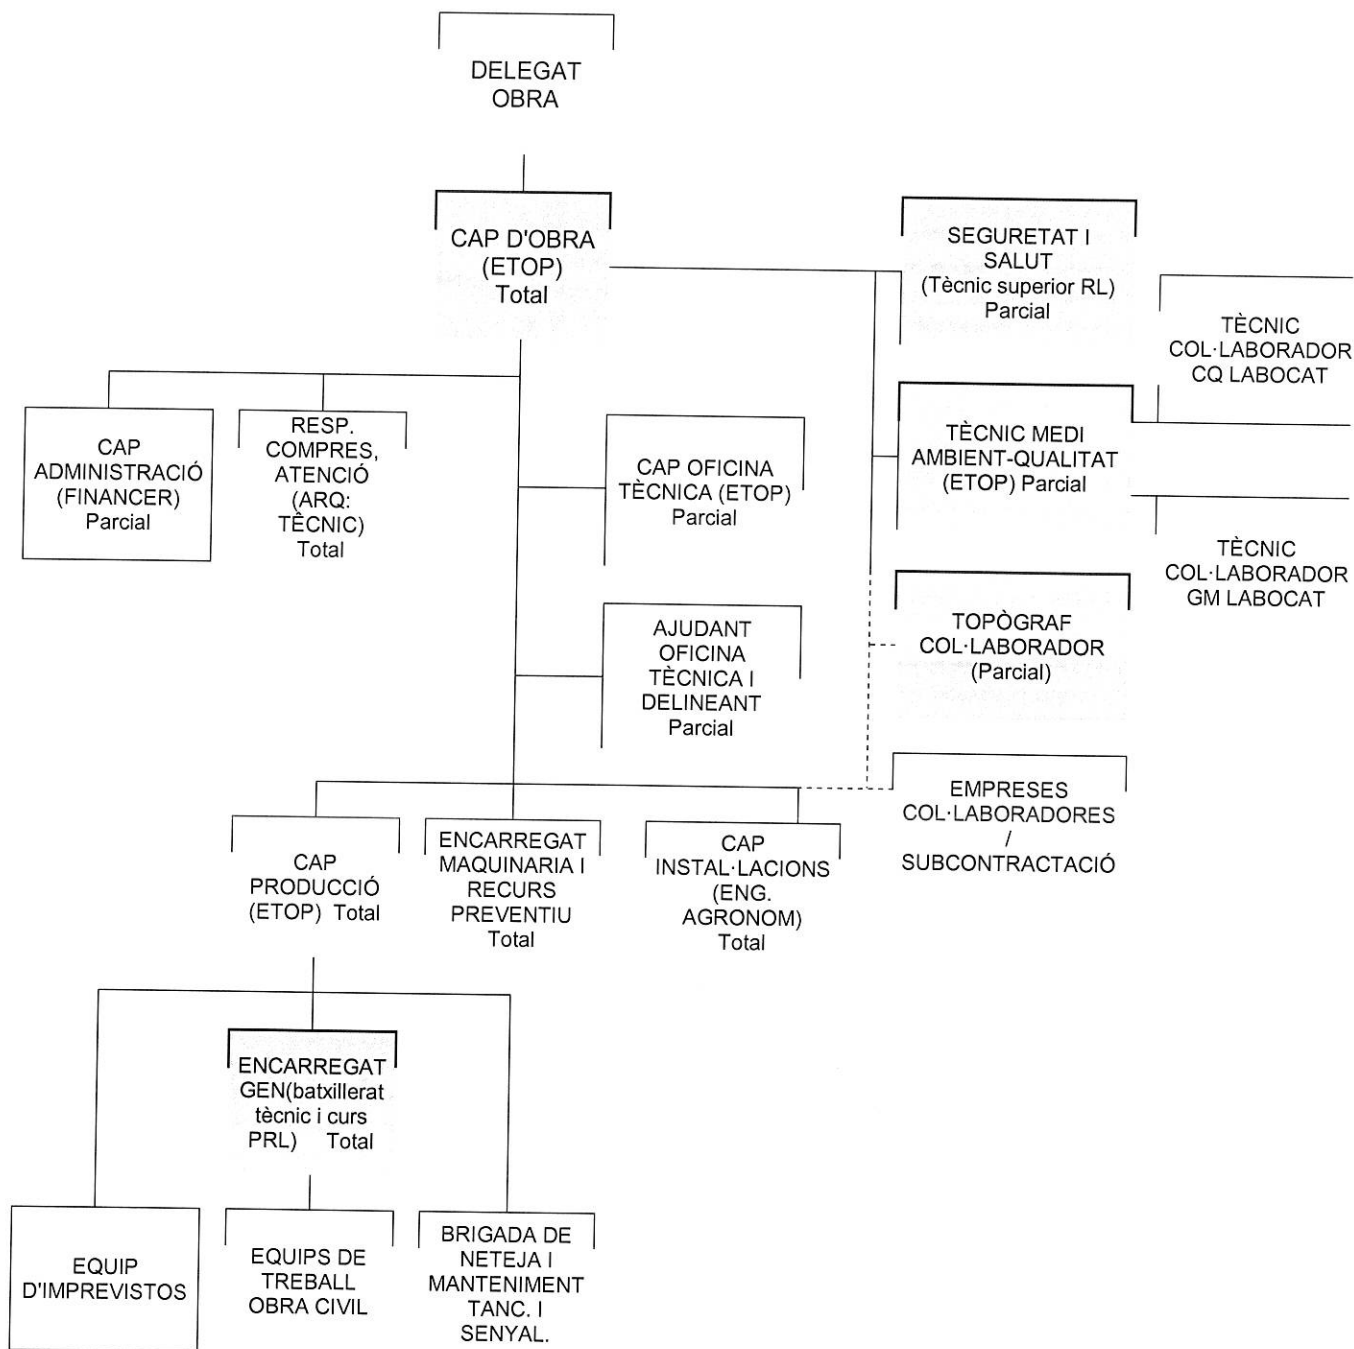 DELEGAT
OBRA
CAP D'OBRA
(ETOP)
Total
SEGURETAT I
SALUT
(Tècnic superior RL)
Parcial
TÈCNIC
COL·LABORADOR
CQ LABOCAT
CAP
ADMINISTRACIÓ
(FINANCER)
Parcial
RESP.
COMPRES,
ATENCIÓ
(ARQ:
TÈCNIC)
Total
CAP OFICINA
TÈCNICA (ETOP)
Parcial
TÈCNIC MEDI
AMBIENT-QUALITAT
(ETOP) Parcial
TÈCNIC
COL·LABORADOR
GM LABOCAT
AJUDANT
OFICINA
TÈCNICA I
DELINEANT
Parcial
TOPÒGRAF
COL·LABORADOR
(Parcial)
EMPRESES
COL·LABORADORES
/
SUBCONTRACTACIÓ
CAP
PRODUCCIÓ
(ETOP) Total
ENCARREGAT
MAQUINARIA I
RECURS
PREVENTIU
Total
CAP
INSTAL·LACIONS
(ENG.
AGRONOM)
Total
ENCARREGAT
GEN(batxillerat
tècnic i curs
PRL) Total
EQUIP
D'IMPREVISTOS
EQUIPS DE
TREBALL
OBRA CIVIL
BRIGADA DE
NETEJA I
MANTENIMENT
TANC. I
SENYAL.